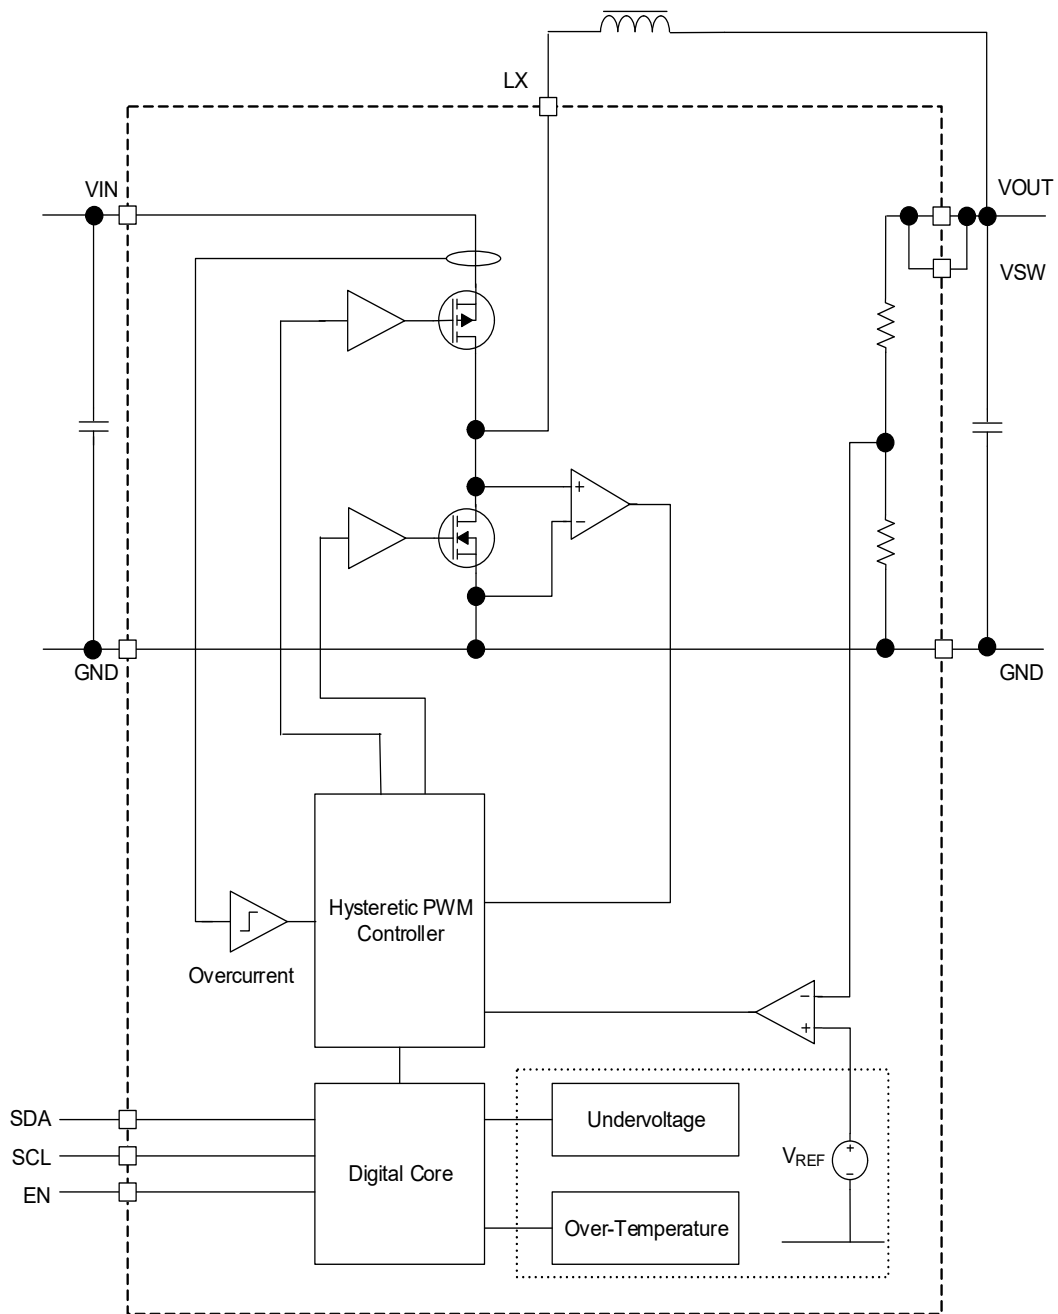 LX
VIN
VOUT
VSW
+
−
GND
GND
Hysteretic PWM
Controller
Overcurrent
−
+
SDA
SCL
EN
Digital Core
Undervoltage
Over-Temperature
VREF
+
−